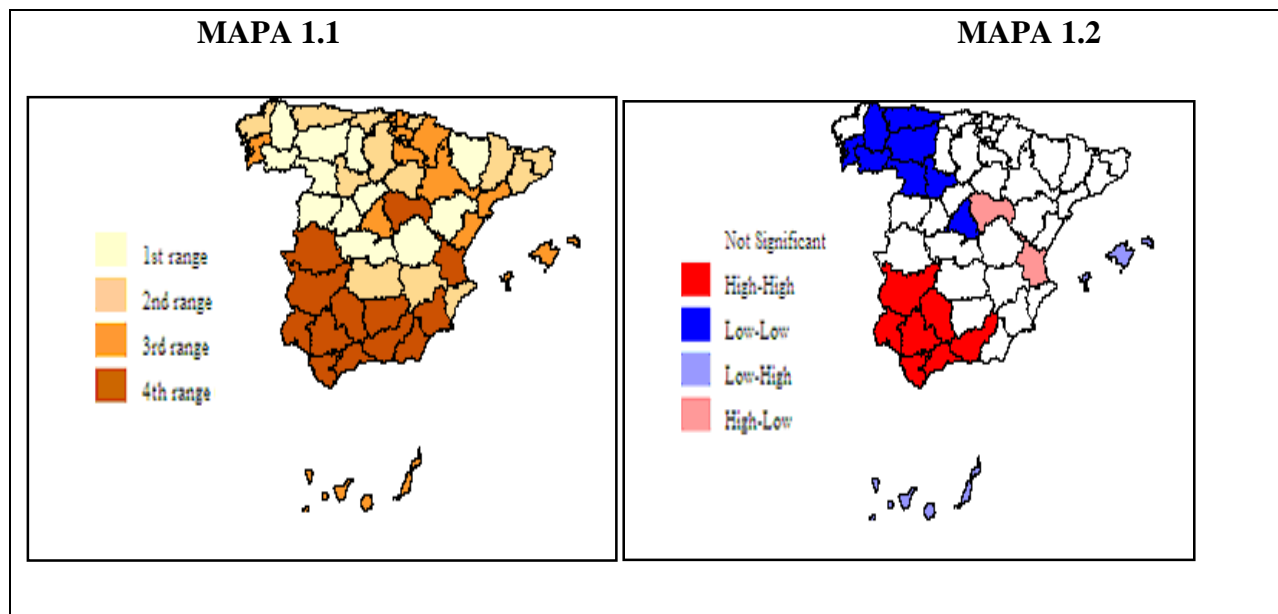 MAPA 1.1
MAPA 1.2
1st range
2nd range
3rd range
4th range
Not Significant
High-High
Low-Low
Low-High
High-Low